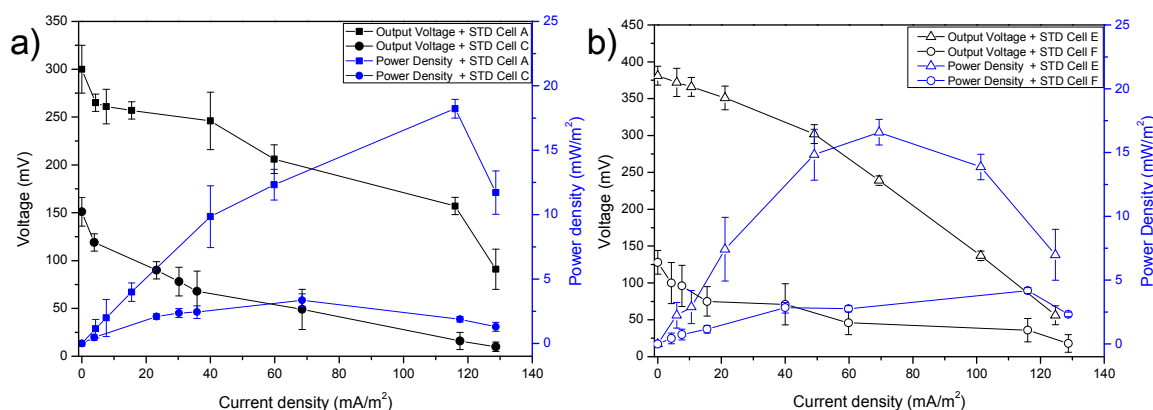 a)
Output Voltage + STD Cell A
Output Voltage + STD Cell C
Power Density + STD Cell A
Power Density + STD Cell C
350
300
250
200
150
100
50
0
Voltage (mV)
25
20
15
10
5
0
Power density (mW/m²)
0 20 40 60 80 100 120 140
Current density (mA/m²)
b)
Output Voltage + STD Cell E
Output Voltage + STD Cell F
Power Density + STD Cell E
Power Density + STD Cell F
450
400
350
300
250
200
150
100
50
0
Voltage (mV)
25
20
15
10
5
0
Power Density (mW/m²)
0 20 40 60 80 100 120 140
Current density (mA/m²)